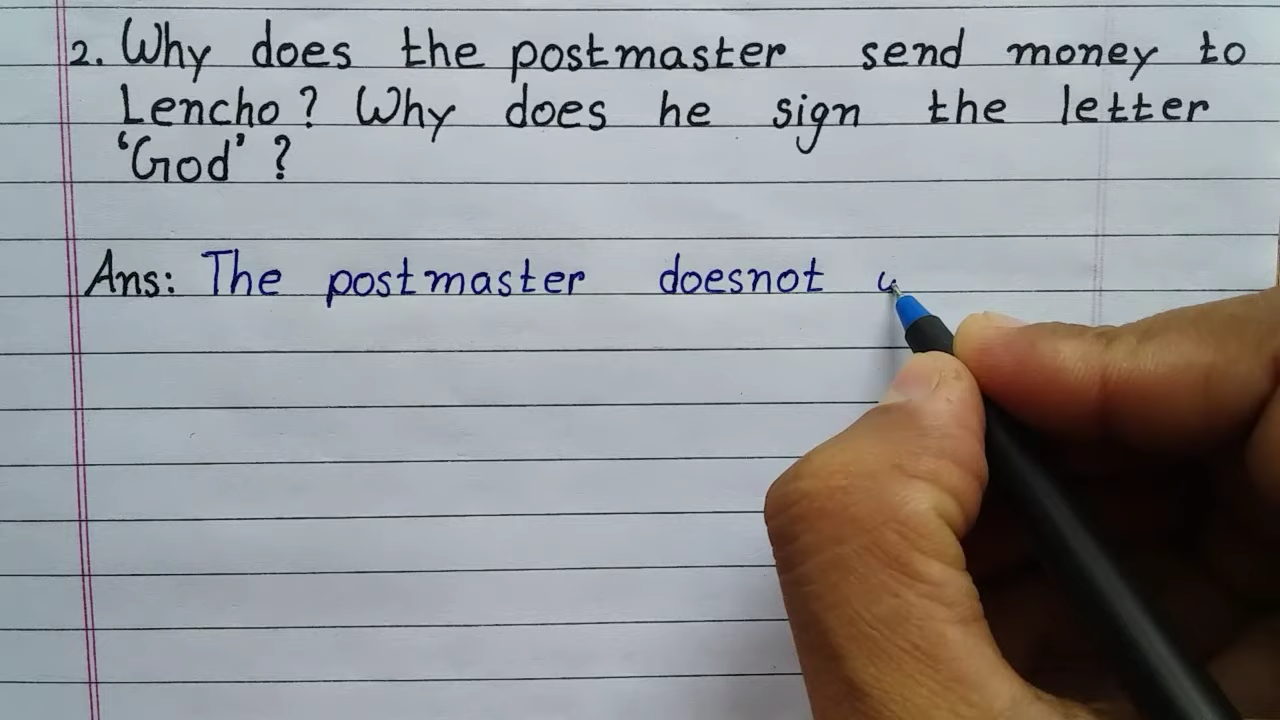 2. Why does the postmaster send money to
Lencho? Why does he sign the letter
'God'?
Ans: The postmaster doesnot